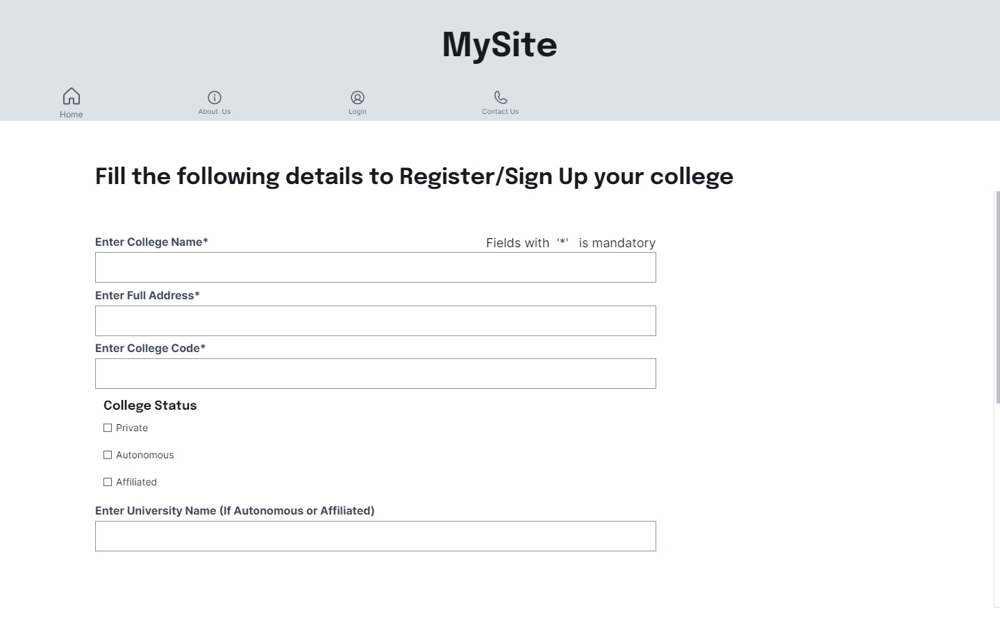 MySite
Home
About  Us
Login
Contact Us
Fill the following details to Register/Sign Up your college
Enter College Name*
Fields with  '*'   is mandatory
Enter Full Address*
Enter College Code*
College Status
Private
Autonomous
Affiliated
Enter University Name (If Autonomous or Affiliated)